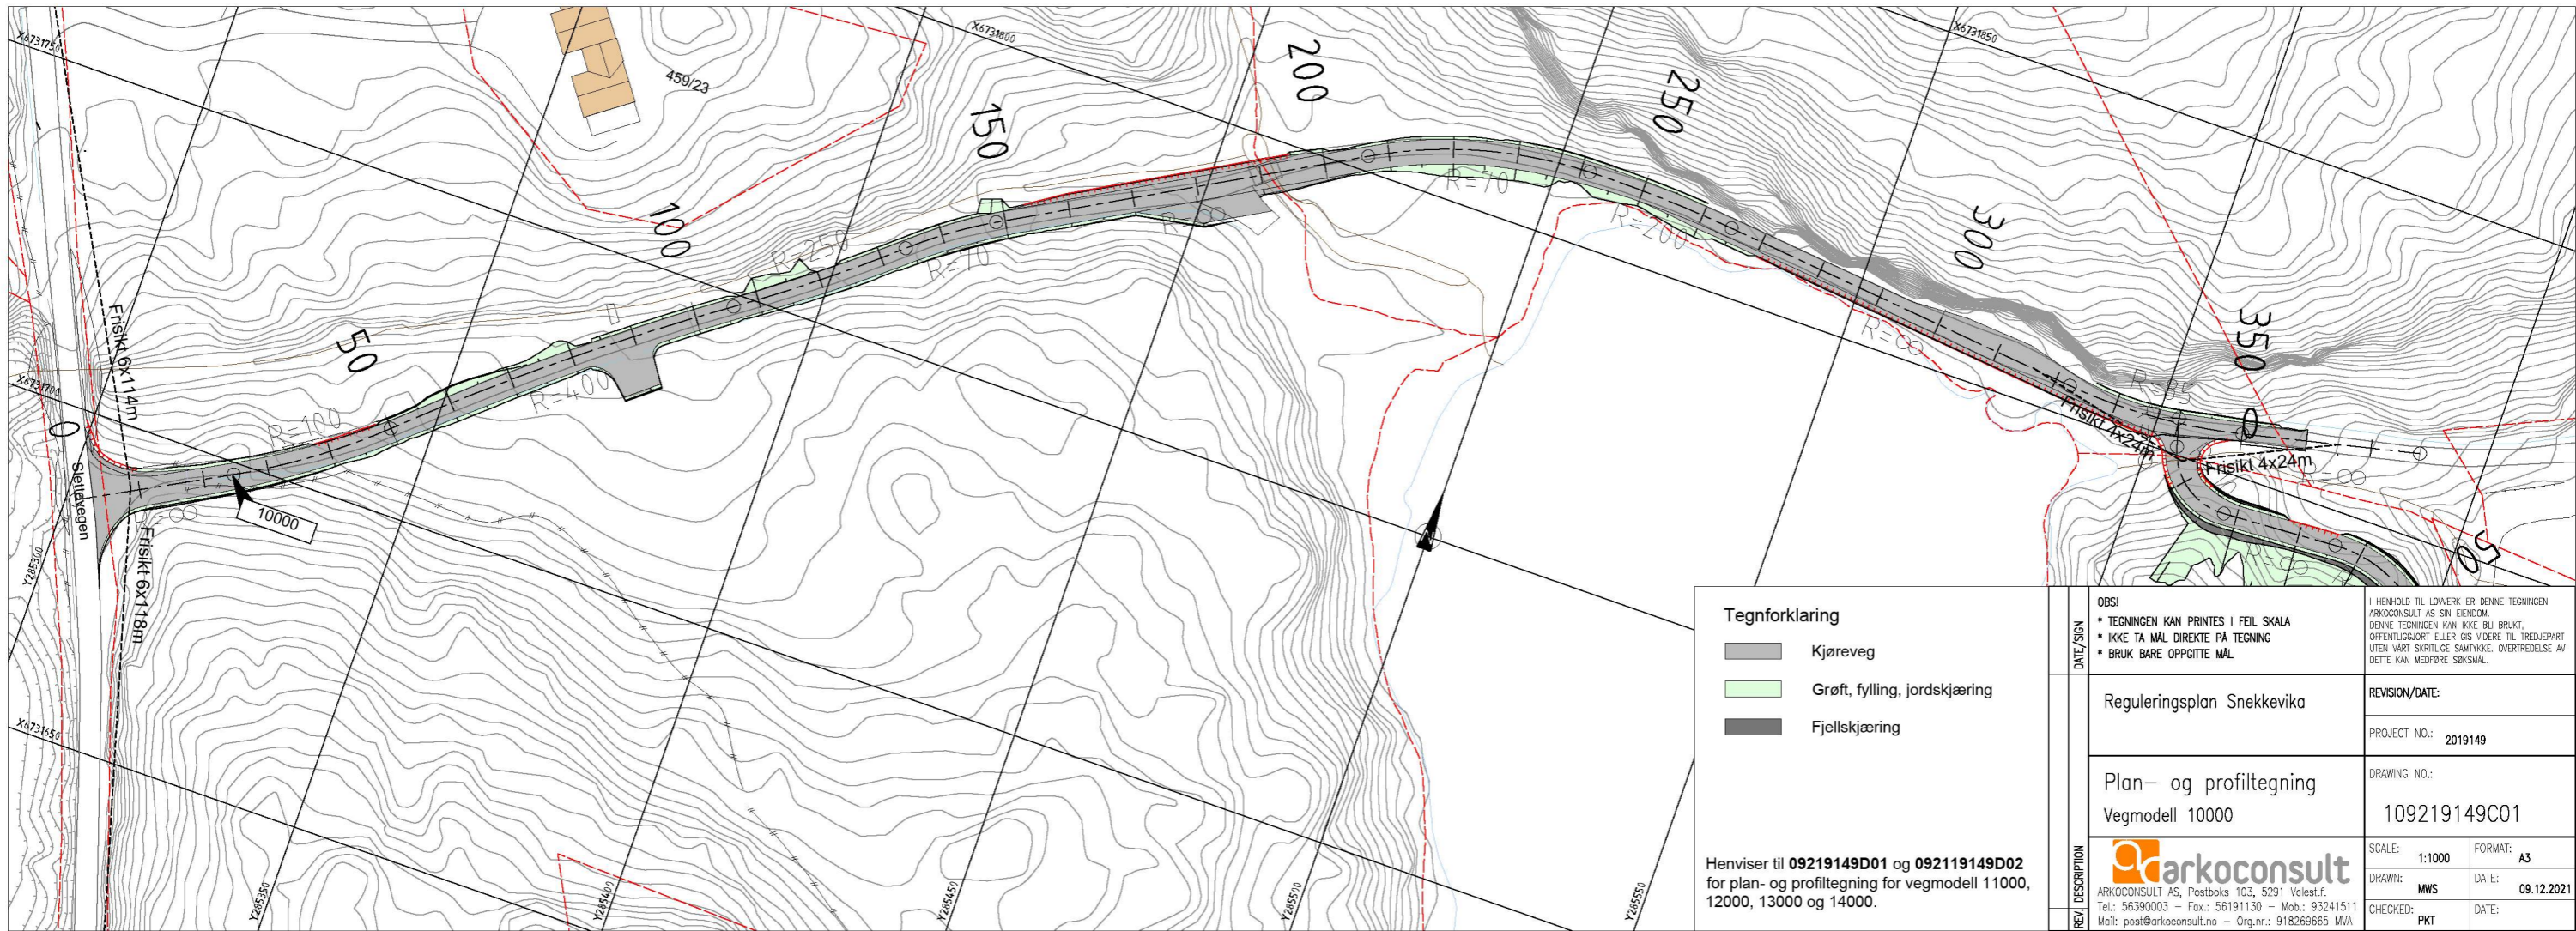 X6731750
X6731800
X6731850
459/23
200
250
150
100
300
350
50
0
R=250
R=70
R=∞
R=70
R=200
R=∞
R=85
R=∞
R=400
R=100
R=∞
X6731700
Frisikt 6x114m
Slettevegen
10000
Frisikt 6x118m
Frisikt 4x24m
0
Frisikt 4x24m
50
R=∞
Y285300
X6731650
Y285350
Y285400
Y285450
Y285500
Y285550
Tegnforklaring
Kjøreveg
Grøft, fylling, jordskjæring
Fjellskjæring
Henviser til 09219149D01 og 092119149D02
for plan- og profiltegning for vegmodell 11000,
12000, 13000 og 14000.
DATE/SIGN
REV. DESCRIPTION
OBS!
* TEGNINGEN KAN PRINTES I FEIL SKALA
* IKKE TA MÅL DIREKTE PÅ TEGNING
* BRUK BARE OPPGITTE MÅL
I HENHOLD TIL LOVVERK ER DENNE TEGNINGEN
ARKOCONSULT AS SIN EIENDOM.
DENNE TEGNINGEN KAN IKKE BLI BRUKT,
OFFENTLIGGJORT ELLER GIS VIDERE TIL TREDJEPART
UTEN VÅRT SKRITLIGE SAMTYKKE. OVERTREDELSE AV
DETTE KAN MEDFØRE SØKSMÅL.
Reguleringsplan Snekkevika
REVISION/DATE:
PROJECT NO.: 2019149
Plan- og profiltegning
Vegmodell 10000
DRAWING NO.:
109219149C01
arkoconsult
ARKOCONSULT AS, Postboks 103, 5291 Valest.f.
Tel.: 56390003 - Fax.: 56191130 - Mob.: 93241511
Mail: post@arkoconsult.no - Org.nr.: 918269665 MVA
SCALE: 1:1000
FORMAT: A3
DRAWN: MWS
DATE: 09.12.2021
CHECKED: PKT
DATE: